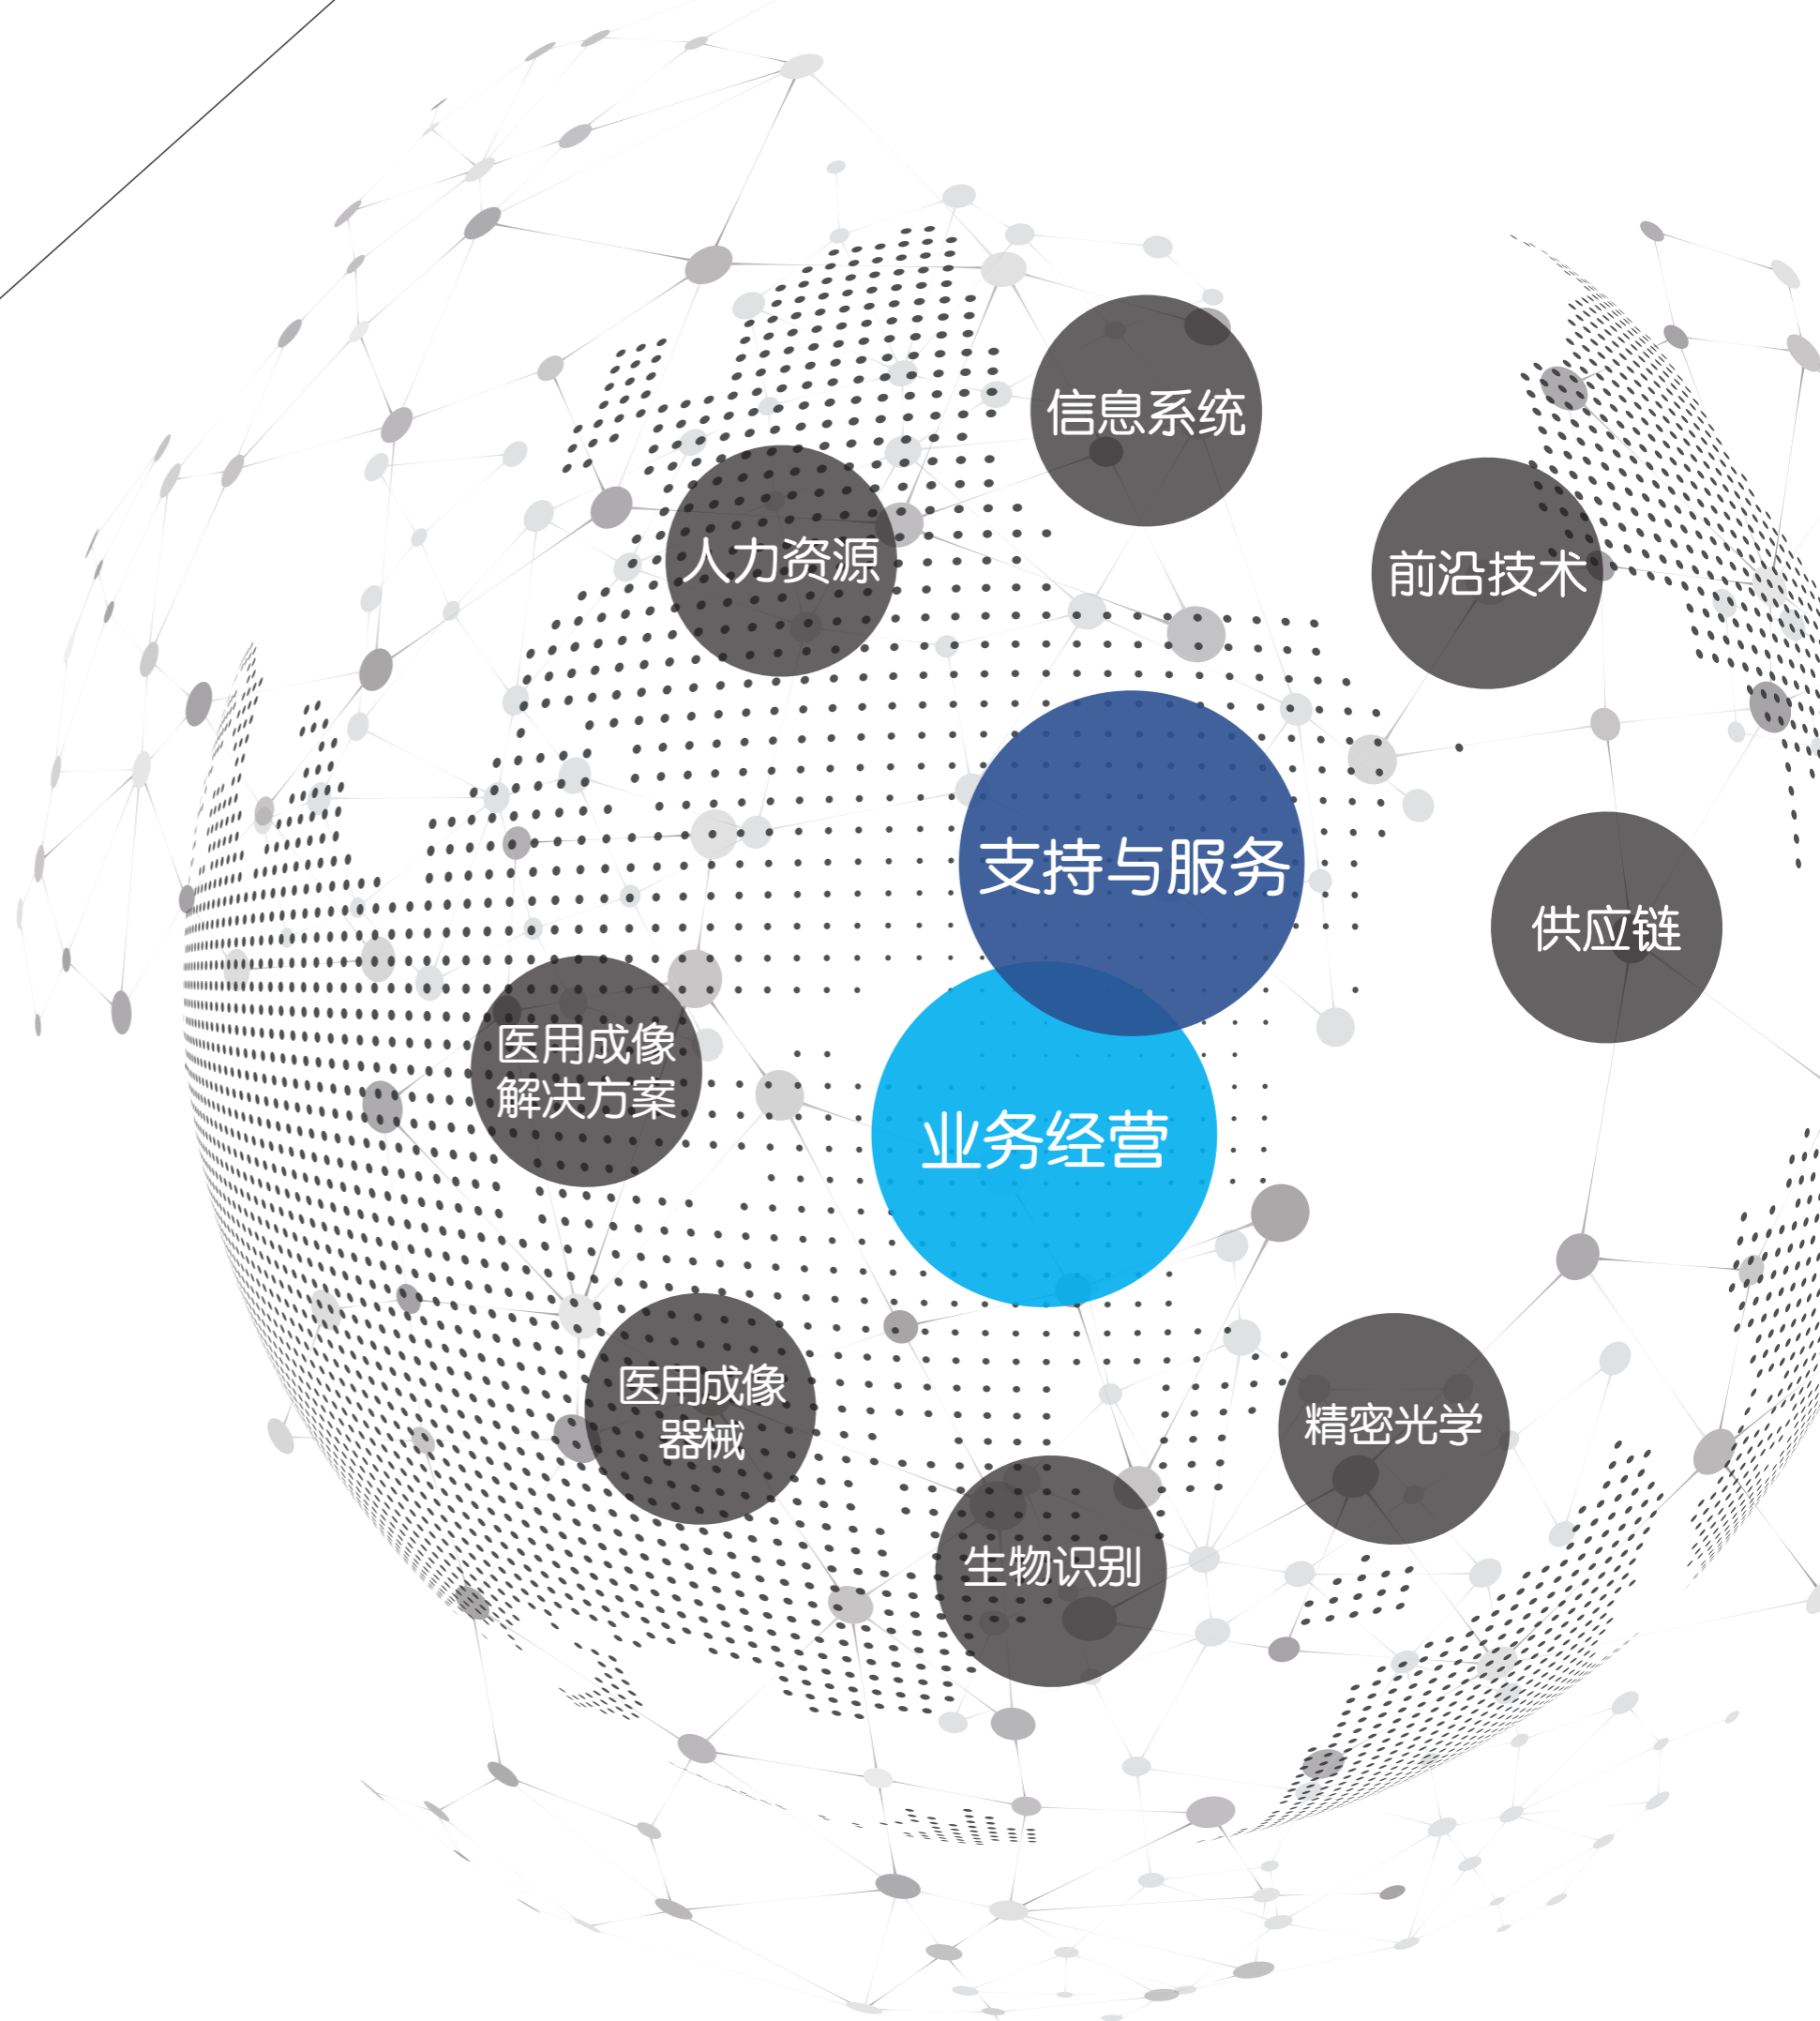 信息系统
人力资源
前沿技术
支持与服务
供应链
医用成像
解决方案
业务经营
医用成像
器械
精密光学
生物识别